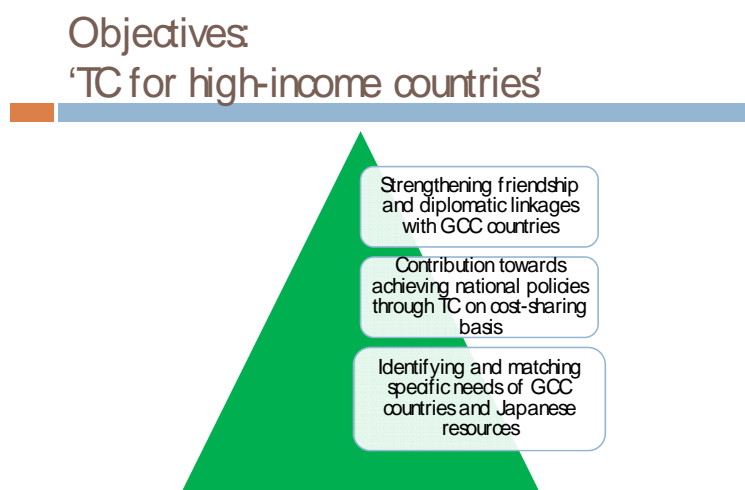 Objectives:
‘TC for high-income countries’
Strengthening friendship
and diplomatic linkages
with GCC countries
Contribution towards
achieving national policies
through TC on cost-sharing
basis
Identifying and matching
specific needs of GCC
countries and Japanese
resources